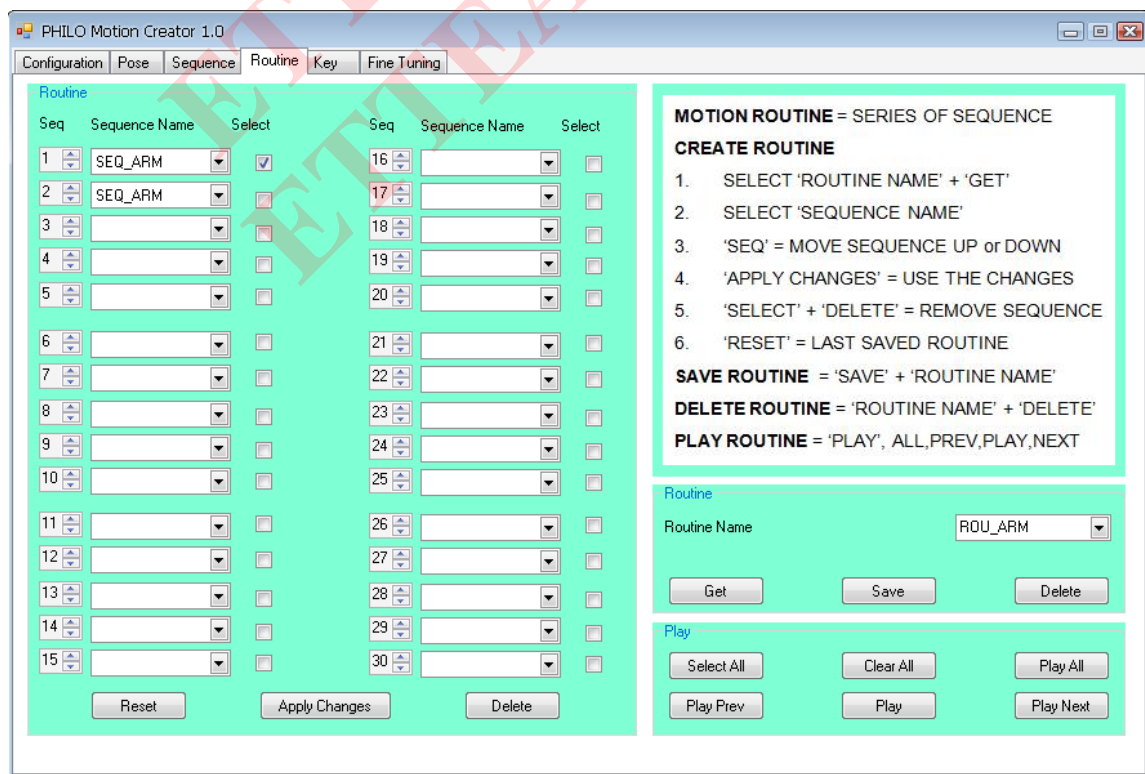 PHILO Motion Creator 1.0
Configuration Pose Sequence Routine Key Fine Tuning
Routine
Seq Sequence Name Select Seq Sequence Name Select
1 SEQ_ARM 16
2 SEQ_ARM 17
3 18
4 19
5 20
6 21
7 22
8 23
9 24
10 25
11 26
12 27
13 28
14 29
15 30
Reset Apply Changes Delete
MOTION ROUTINE = SERIES OF SEQUENCE
CREATE ROUTINE
1. SELECT ‘ROUTINE NAME’ + ‘GET’
2. SELECT ‘SEQUENCE NAME’
3. ‘SEQ’ = MOVE SEQUENCE UP or DOWN
4. ‘APPLY CHANGES’ = USE THE CHANGES
5. ‘SELECT’ + ‘DELETE’ = REMOVE SEQUENCE
6. ‘RESET’ = LAST SAVED ROUTINE
SAVE ROUTINE = ‘SAVE’ + ‘ROUTINE NAME’
DELETE ROUTINE = ‘ROUTINE NAME’ + ‘DELETE’
PLAY ROUTINE = ‘PLAY’, ALL,PREV,PLAY,NEXT
Routine
Routine Name ROU_ARM
Get Save Delete
Play
Select All Clear All Play All
Play Prev Play Play Next